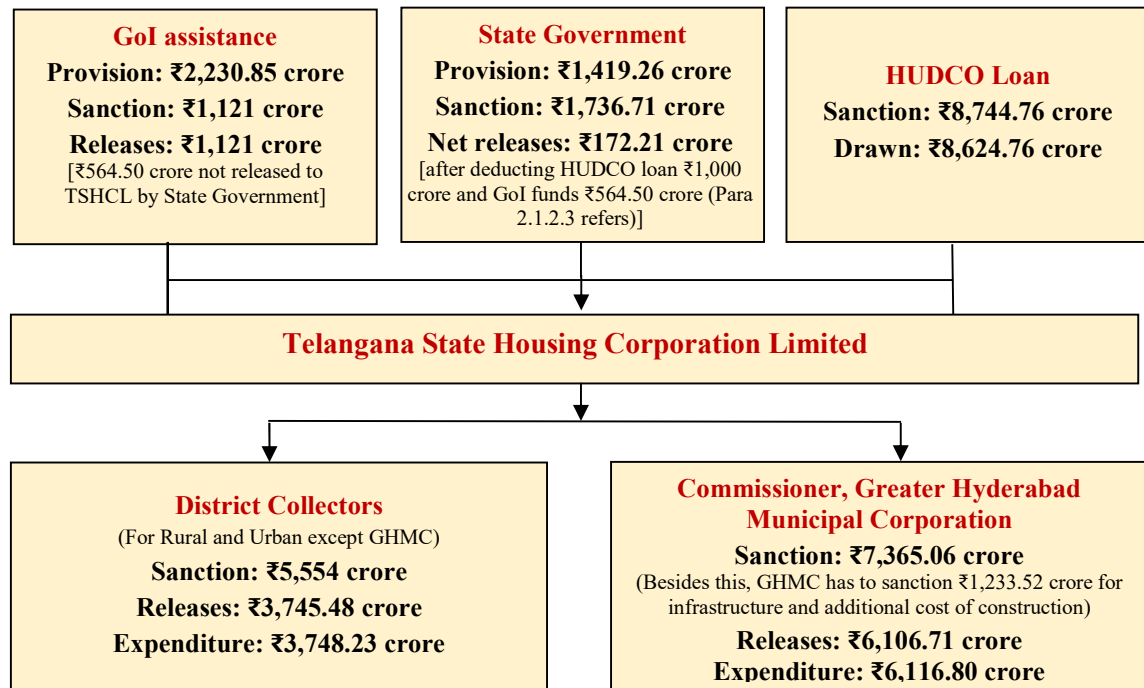 GoI assistance
Provision: ₹2,230.85 crore
Sanction: ₹1,121 crore
Releases: ₹1,121 crore
[₹564.50 crore not released to
TSHCL by State Government]
State Government
Provision: ₹1,419.26 crore
Sanction: ₹1,736.71 crore
Net releases: ₹172.21 crore
[after deducting HUDCO loan ₹1,000
crore and GoI funds ₹564.50 crore (Para
2.1.2.3 refers)]
HUDCO Loan
Sanction: ₹8,744.76 crore
Drawn: ₹8,624.76 crore
Telangana State Housing Corporation Limited
District Collectors
(For Rural and Urban except GHMC)
Sanction: ₹5,554 crore
Releases: ₹3,745.48 crore
Expenditure: ₹3,748.23 crore
Commissioner, Greater Hyderabad
Municipal Corporation
Sanction: ₹7,365.06 crore
(Besides this, GHMC has to sanction ₹1,233.52 crore for
infrastructure and additional cost of construction)
Releases: ₹6,106.71 crore
Expenditure: ₹6,116.80 crore